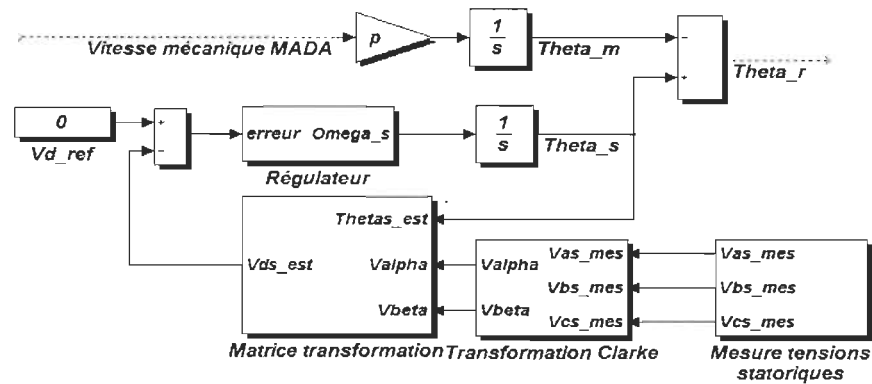 Vitesse mécanique MADA
p
1
s
Theta_m
−
+
Theta_r
0
Vd_ref
+
−
erreur Omega_s
Régulateur
1
s
Theta_s
Thetas_est
Vds_est
Valpha
Vbeta
Matrice transformation
Valpha
Vbeta
Vas_mes
Vbs_mes
Vcs_mes
Transformation Clarke
Vas_mes
Vbs_mes
Vcs_mes
Mesure tensions
statoriques